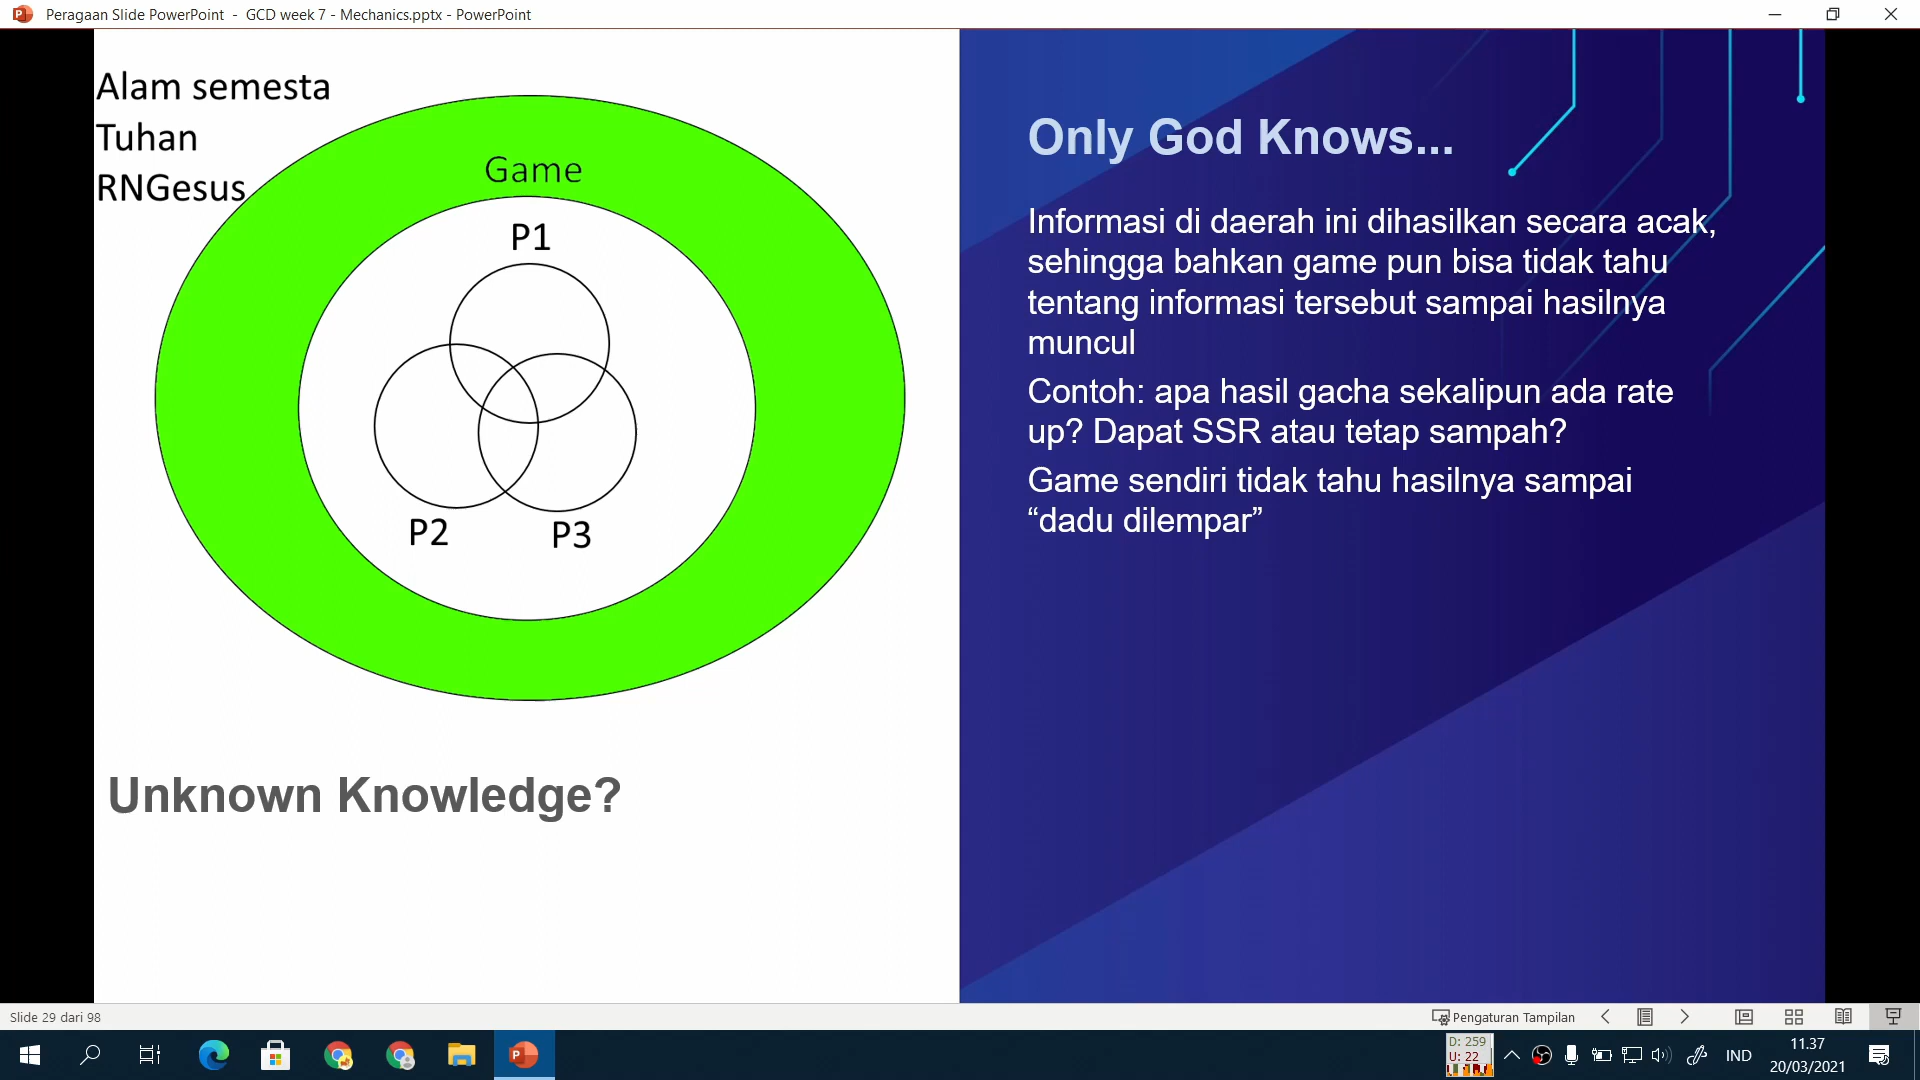 Peragaan Slide PowerPoint - GCD week 7 - Mechanics.pptx - PowerPoint
Alam semesta
Tuhan
RNGesus
Game
P1
P2
P3
Unknown Knowledge?
Only God Knows...
Informasi di daerah ini dihasilkan secara acak,
sehingga bahkan game pun bisa tidak tahu
tentang informasi tersebut sampai hasilnya
muncul
Contoh: apa hasil gacha sekalipun ada rate
up? Dapat SSR atau tetap sampah?
Game sendiri tidak tahu hasilnya sampai
“dadu dilempar”
Slide 29 dari 98
Pengaturan Tampilan
D: 259
U: 22
IND
11.37
20/03/2021